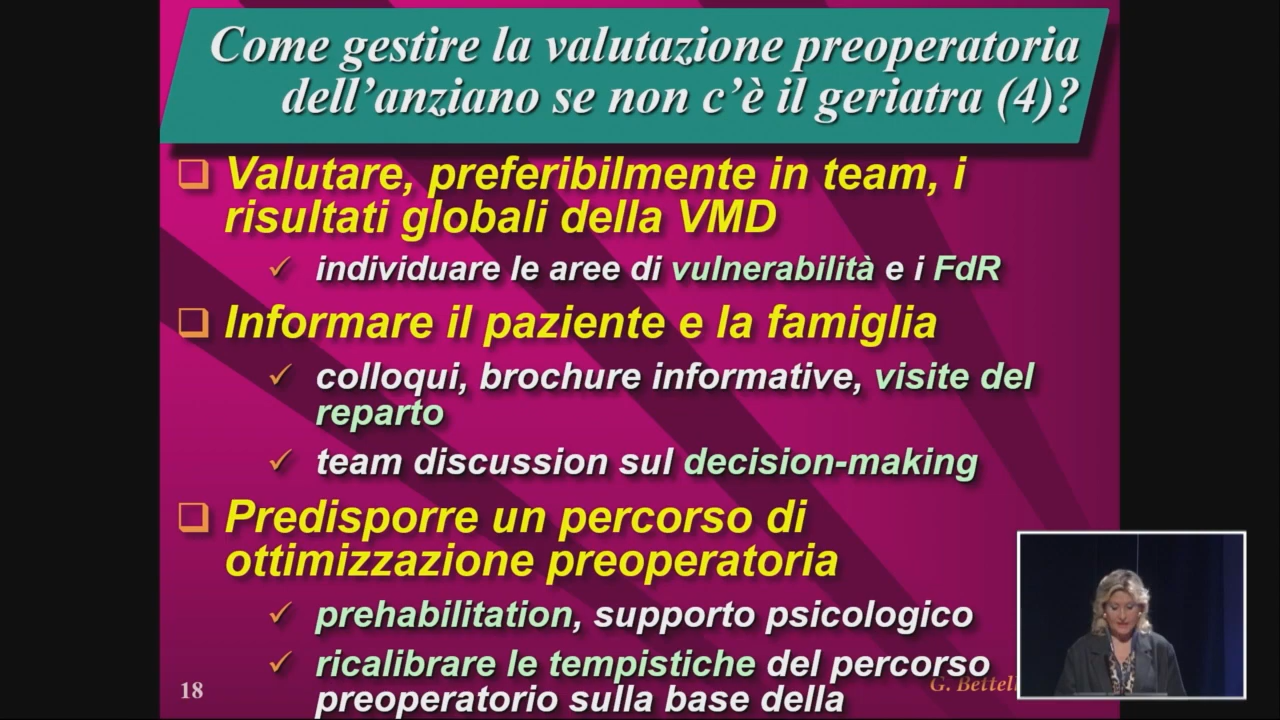 Come gestire la valutazione preoperatoria
dell’anziano se non c’è il geriatra (4)?
Valutare, preferibilmente in team, i
risultati globali della VMD
individuare le aree di vulnerabilità e i FdR
Informare il paziente e la famiglia
colloqui, brochure informative, visite del
reparto
team discussion sul decision-making
Predisporre un percorso di
ottimizzazione preoperatoria
prehabilitation, supporto psicologico
ricalibrare le tempistiche del percorso
preoperatorio sulla base della
18
G.